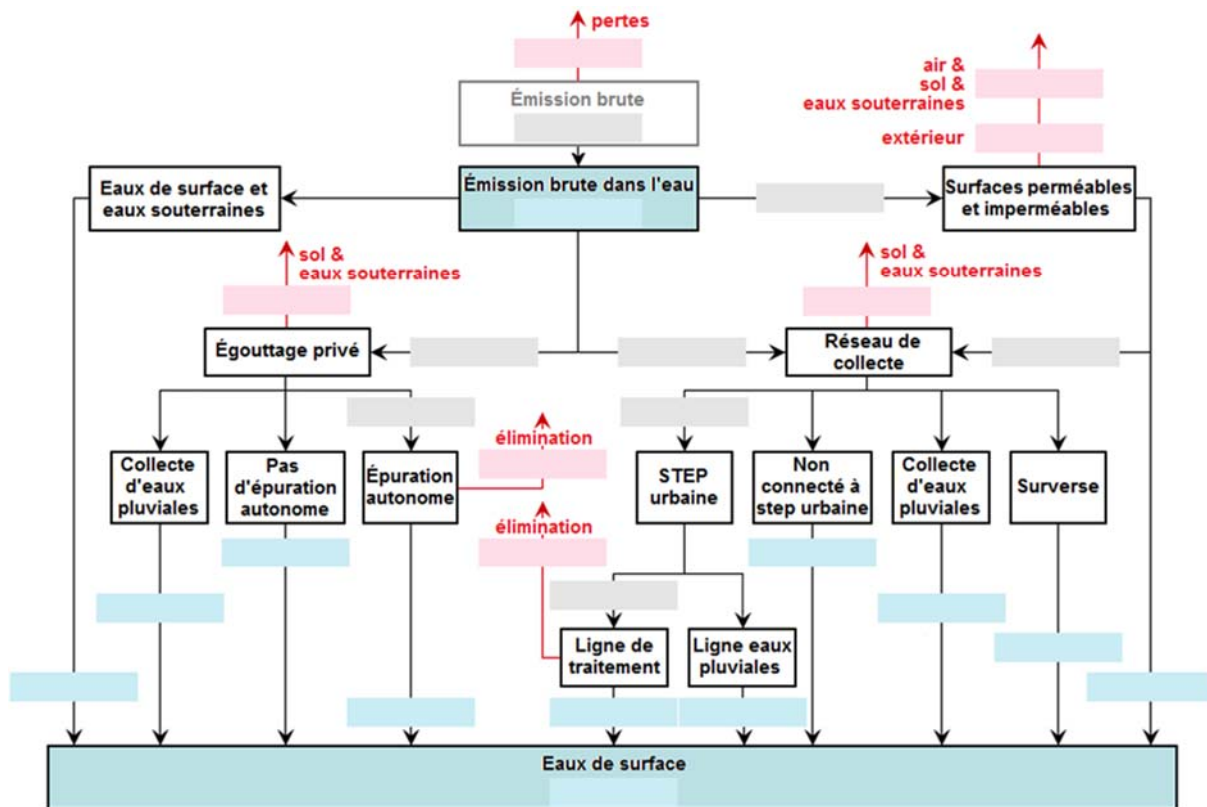 pertes
air &
sol &
eaux souterraines
Émission brute
extérieur
Eaux de surface et
eaux souterraines
Émission brute dans l'eau
Surfaces perméables
et imperméables
sol &
eaux souterraines
sol &
eaux souterraines
Égouttage privé
Réseau de
collecte
élimination
Collecte
d'eaux
pluviales
Pas
d'épuration
autonome
Épuration
autonome
STEP
urbaine
Non
connecté à
step urbaine
Collecte
d'eaux
pluviales
Surverse
élimination
Ligne de
traitement
Ligne eaux
pluviales
Eaux de surface